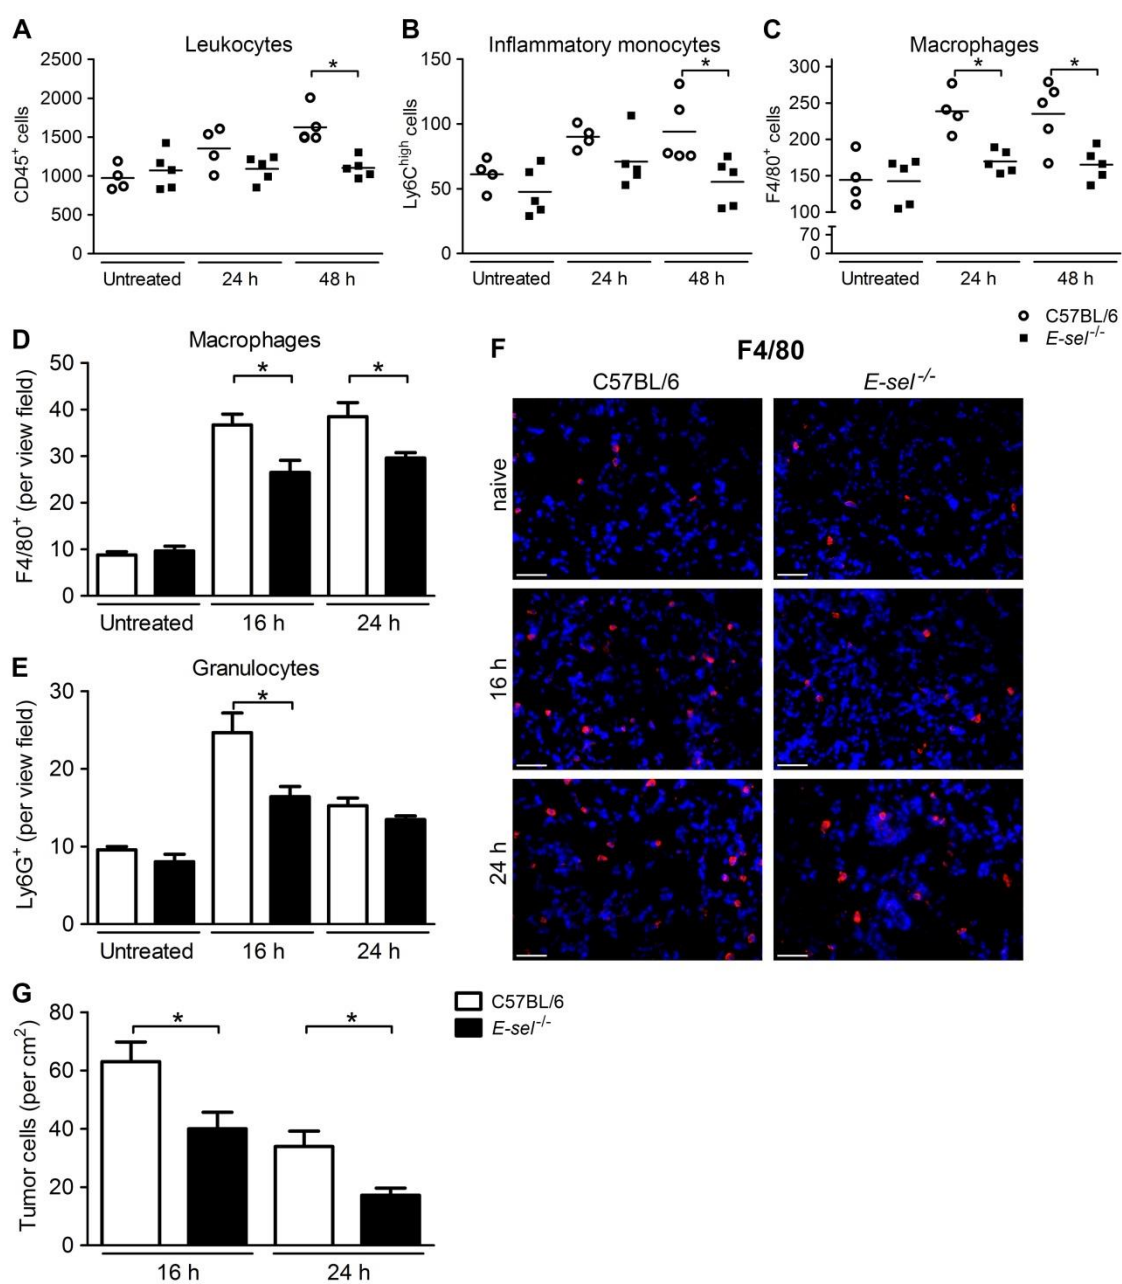 A
Leukocytes
CD45+ cells
2500
2000
1500
1000
500
0
*
Untreated
24 h
48 h
B
Inflammatory monocytes
Ly6Chigh cells
150
100
50
0
*
Untreated
24 h
48 h
C
Macrophages
F4/80+ cells
300
250
200
150
100
70
0
*
*
Untreated
24 h
48 h
C57BL/6
E-sel-/-
D
Macrophages
F4/80+ (per view field)
50
40
30
20
10
0
*
*
Untreated
16 h
24 h
E
Granulocytes
Ly6G+ (per view field)
30
20
10
0
*
Untreated
16 h
24 h
F
F4/80
C57BL/6
E-sel-/-
naive
16 h
24 h
G
Tumor cells (per cm2)
80
60
40
20
0
*
*
16 h
24 h
C57BL/6
E-sel-/-